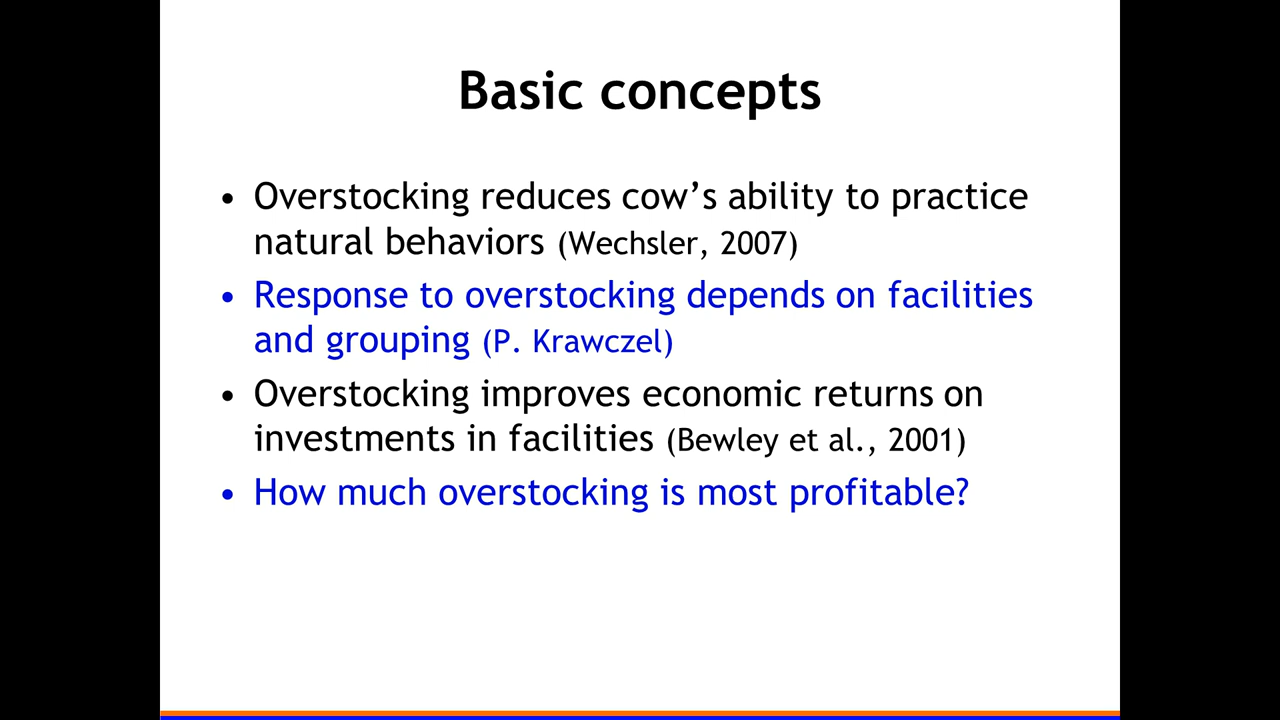 Basic concepts
• Overstocking reduces cow’s ability to practice
natural behaviors (Wechsler, 2007)
• Response to overstocking depends on facilities
and grouping (P. Krawczel)
• Overstocking improves economic returns on
investments in facilities (Bewley et al., 2001)
• How much overstocking is most profitable?